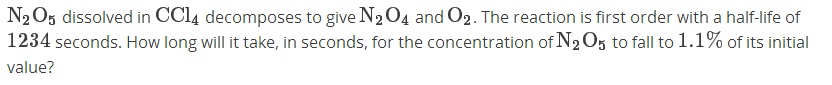 N₂O₅ dissolved in CCl₄ decomposes to give N₂O₄ and O₂. The reaction is first order with a half-life of
1234 seconds. How long will it take, in seconds, for the concentration of N₂O₅ to fall to 1.1% of its initial
value?